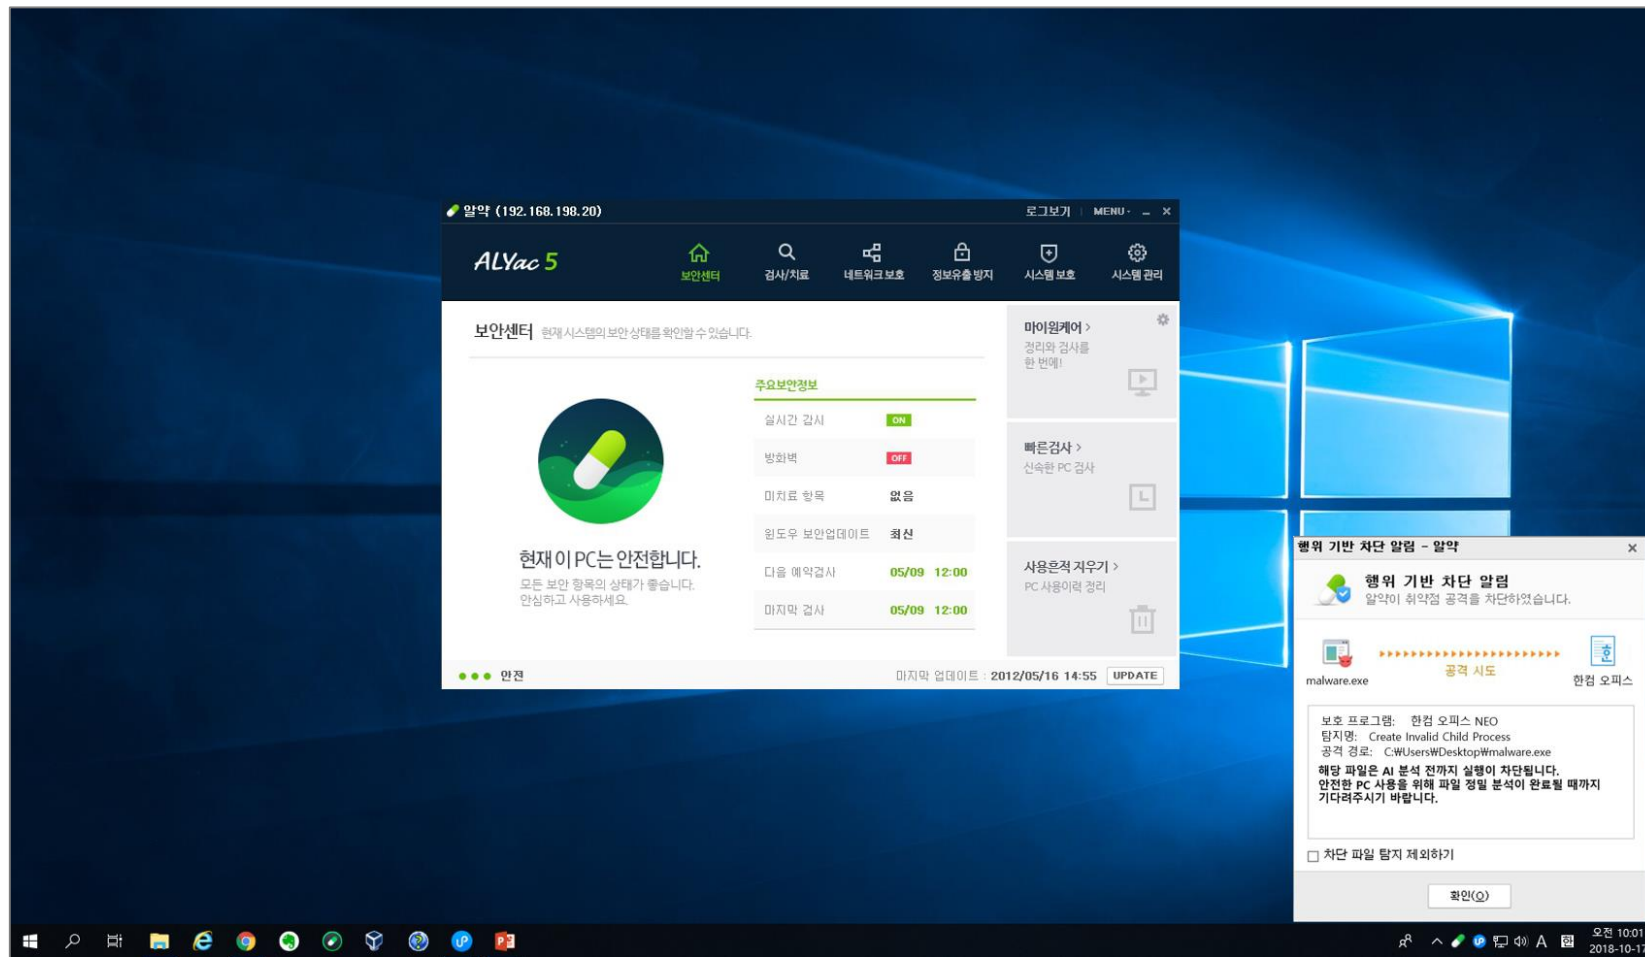 알약 (192.168.198.20)
로그보기 | MENU - _ ×
ALYac 5
보안센터
검사/치료
네트워크 보호
정보유출 방지
시스템 보호
시스템 관리
보안센터 현재 시스템의 보안 상태를 확인할 수 있습니다.
현재 이 PC는 안전합니다.
모든 보안 항목의 상태가 좋습니다.
안심하고 사용하세요.
주요보안정보
실시간 감시 ON
방화벽 OFF
미치료 항목 없음
윈도우 보안업데이트 최신
다음 예약검사 05/09 12:00
마지막 검사 05/09 12:00
마이원케어 >
정리와 검사를
한 번에!
빠른검사 >
신속한 PC 검사
사용흔적 지우기 >
PC 사용이력 정리
안전
마지막 업데이트 : 2012/05/16 14:55 UPDATE
행위 기반 차단 알림 - 알약 ×
행위 기반 차단 알림
알약이 취약점 공격을 차단하였습니다.
malware.exe
공격 시도
한컴 오피스
보호 프로그램: 한컴 오피스 NEO
탐지명: Create Invalid Child Process
공격 경로: C:₩Users₩Desktop₩malware.exe
해당 파일은 AI 분석 전까지 실행이 차단됩니다.
안전한 PC 사용을 위해 파일 정밀 분석이 완료될 때까지
기다려주시기 바랍니다.
차단 파일 탐지 제외하기
확인(O)
A 한
오전 10:01
2018-10-17